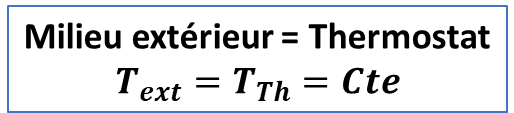 Milieu extérieur = Thermostat
T_ext = T_Th = Cte